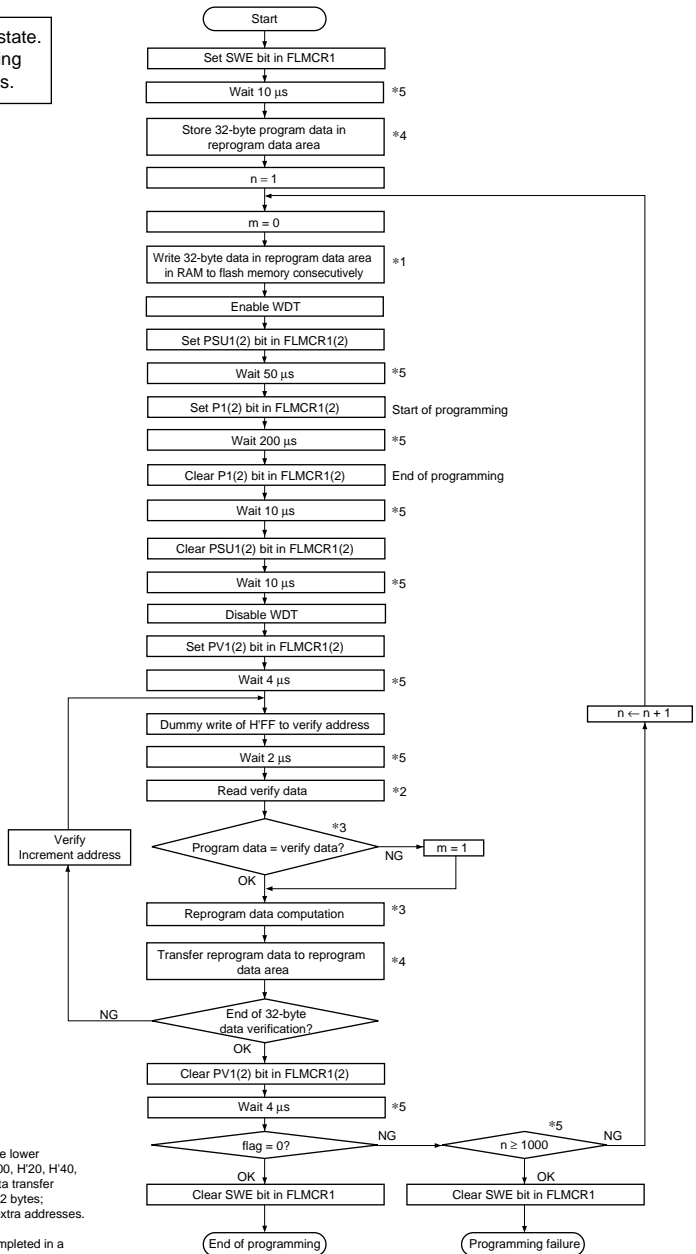 state.
ing
s.
Start
Set SWE bit in FLMCR1
Wait 10 μs
*5
Store 32-byte program data in
reprogram data area
*4
n = 1
m = 0
Write 32-byte data in reprogram data area
in RAM to flash memory consecutively
*1
Enable WDT
Set PSU1(2) bit in FLMCR1(2)
Wait 50 μs
*5
Set P1(2) bit in FLMCR1(2)
Start of programming
Wait 200 μs
*5
Clear P1(2) bit in FLMCR1(2)
End of programming
Wait 10 μs
*5
Clear PSU1(2) bit in FLMCR1(2)
Wait 10 μs
*5
Disable WDT
Set PV1(2) bit in FLMCR1(2)
Wait 4 μs
*5
n ← n + 1
Dummy write of H'FF to verify address
Wait 2 μs
*5
Read verify data
*2
*3
Program data = verify data?
NG
m = 1
Verify
Increment address
OK
Reprogram data computation
*3
Transfer reprogram data to reprogram
data area
*4
End of 32-byte
data verification?
NG
OK
Clear PV1(2) bit in FLMCR1(2)
Wait 4 μs
*5
flag = 0?
NG
*5
n ≥ 1000
NG
OK
OK
Clear SWE bit in FLMCR1
Clear SWE bit in FLMCR1
End of programming
Programming failure
e lower
00, H'20, H'40,
ta transfer
2 bytes;
xtra addresses.
mpleted in a